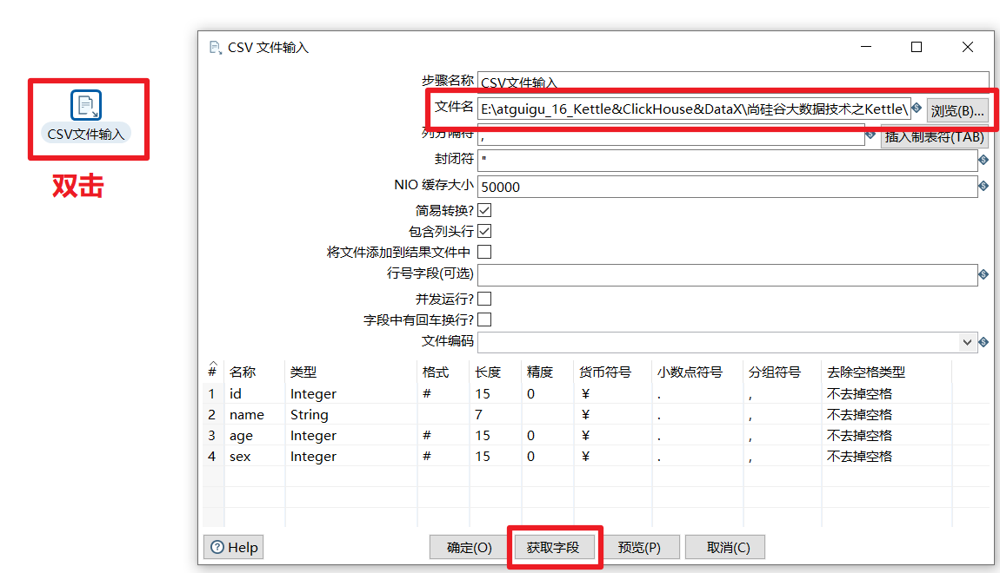 CSV文件输入
双击
CSV 文件输入
步骤名称 CSV文件输入
文件名 E:\atguigu_16_Kettle&ClickHouse&DataX\尚硅谷大数据技术之Kettle\ 浏览(B)...
列分隔符 , 插入制表符(TAB)
封闭符 "
NIO 缓存大小 50000
简易转换?
包含列头行
将文件添加到结果文件中
行号字段(可选)
并发运行?
字段中有回车换行?
文件编码
# 名称 类型 格式 长度 精度 货币符号 小数点符号 分组符号 去除空格类型
1 id Integer # 15 0 ¥ . , 不去掉空格
2 name String 7 ¥ . , 不去掉空格
3 age Integer # 15 0 ¥ . , 不去掉空格
4 sex Integer # 15 0 ¥ . , 不去掉空格
Help 确定(O) 获取字段 预览(P) 取消(C)